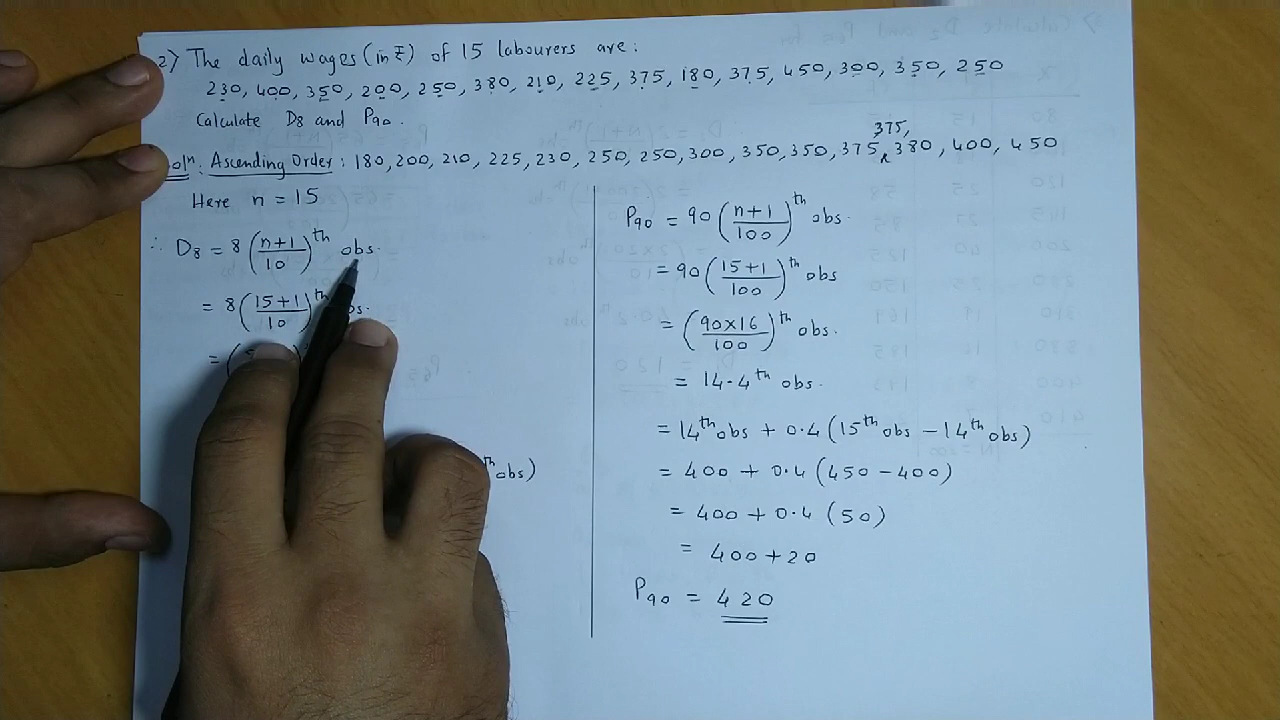 2) The daily wages (in ₹) of 15 labourers are:
230, 400, 350, 200, 250, 380, 210, 225, 375, 180, 375, 450, 300, 350, 250
Calculate D8 and P90.
375,
olⁿ: Ascending Order: 180, 200, 210, 225, 230, 250, 250, 300, 350, 350, 375, 380, 400, 450
Here n = 15
∴ D8 = 8 (n+1/10)th obs.
= 8 (15+1/10)th obs.
= (
th obs)
P90 = 90 (n+1/100)th obs.
= 90 (15+1/100)th obs
= (90×16/100)th obs.
= 14.4th obs.
= 14th obs + 0.4 (15th obs - 14th obs)
= 400 + 0.4 (450 - 400)
= 400 + 0.4 (50)
= 400 + 20
P90 = 420